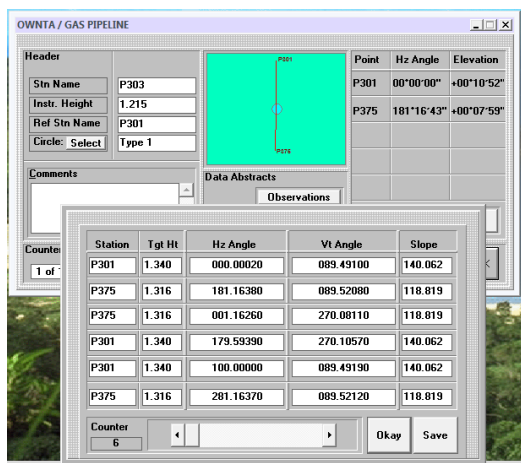 OWNTA / GAS PIPELINE
Header
Stn Name P303
Instr. Height 1.215
Ref Stn Name P301
Circle: Select Type 1
Comments
P301
P375
Data Abstracts
Observations
Point Hz Angle Elevation
P301 00°00'00" +00°10'52"
P375 181°16'43" +00°07'59"
Counter
1 of
Station Tgt Ht Hz Angle Vt Angle Slope
P301 1.340 000.00020 089.49100 140.062
P375 1.316 181.16380 089.52080 118.819
P375 1.316 001.16260 270.08110 118.819
P301 1.340 179.59390 270.10570 140.062
P301 1.340 100.00000 089.49190 140.062
P375 1.316 281.16370 089.52120 118.819
Counter
6
Okay Save